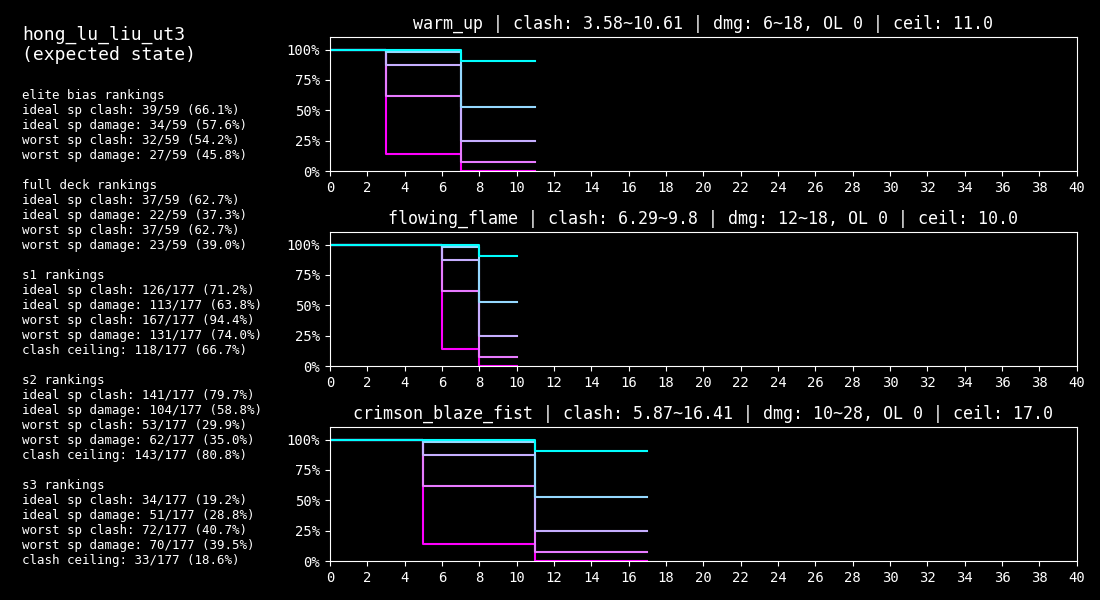 hong_lu_liu_ut3
(expected state)
elite bias rankings
ideal sp clash: 39/59 (66.1%)
ideal sp damage: 34/59 (57.6%)
worst sp clash: 32/59 (54.2%)
worst sp damage: 27/59 (45.8%)
full deck rankings
ideal sp clash: 37/59 (62.7%)
ideal sp damage: 22/59 (37.3%)
worst sp clash: 37/59 (62.7%)
worst sp damage: 23/59 (39.0%)
s1 rankings
ideal sp clash: 126/177 (71.2%)
ideal sp damage: 113/177 (63.8%)
worst sp clash: 167/177 (94.4%)
worst sp damage: 131/177 (74.0%)
clash ceiling: 118/177 (66.7%)
s2 rankings
ideal sp clash: 141/177 (79.7%)
ideal sp damage: 104/177 (58.8%)
worst sp clash: 53/177 (29.9%)
worst sp damage: 62/177 (35.0%)
clash ceiling: 143/177 (80.8%)
s3 rankings
ideal sp clash: 34/177 (19.2%)
ideal sp damage: 51/177 (28.8%)
worst sp clash: 72/177 (40.7%)
worst sp damage: 70/177 (39.5%)
clash ceiling: 33/177 (18.6%)
warm_up | clash: 3.58~10.61 | dmg: 6~18, OL 0 | ceil: 11.0
100%
75%
50%
25%
0%
0 2 4 6 8 10 12 14 16 18 20 22 24 26 28 30 32 34 36 38 40
flowing_flame | clash: 6.29~9.8 | dmg: 12~18, OL 0 | ceil: 10.0
100%
75%
50%
25%
0%
0 2 4 6 8 10 12 14 16 18 20 22 24 26 28 30 32 34 36 38 40
crimson_blaze_fist | clash: 5.87~16.41 | dmg: 10~28, OL 0 | ceil: 17.0
100%
75%
50%
25%
0%
0 2 4 6 8 10 12 14 16 18 20 22 24 26 28 30 32 34 36 38 40